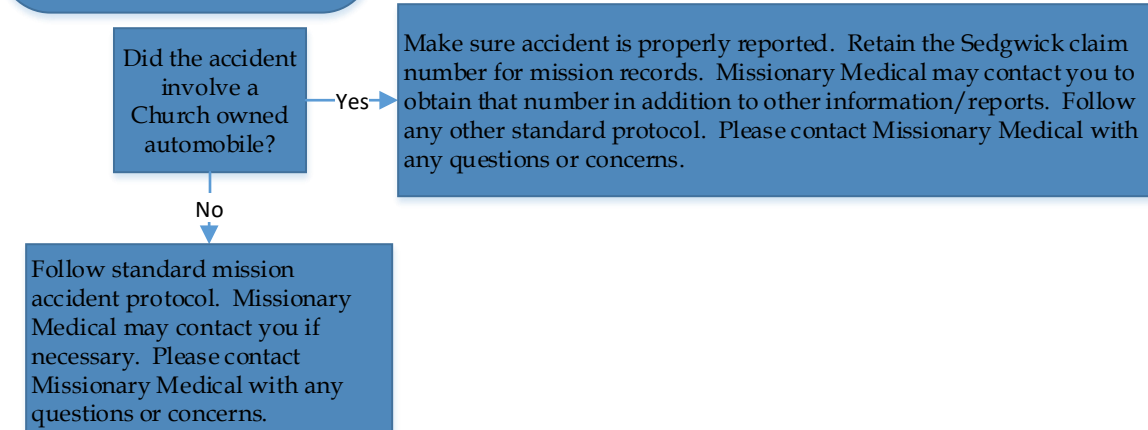 Did the accident
involve a
Church owned
automobile?
Yes
Make sure accident is properly reported.  Retain the Sedgwick claim
number for mission records.  Missionary Medical may contact you to
obtain that number in addition to other information/reports.  Follow
any other standard protocol.  Please contact Missionary Medical with
any questions or concerns.
No
Follow standard mission
accident protocol.  Missionary
Medical may contact you if
necessary.  Please contact
Missionary Medical with any
questions or concerns.